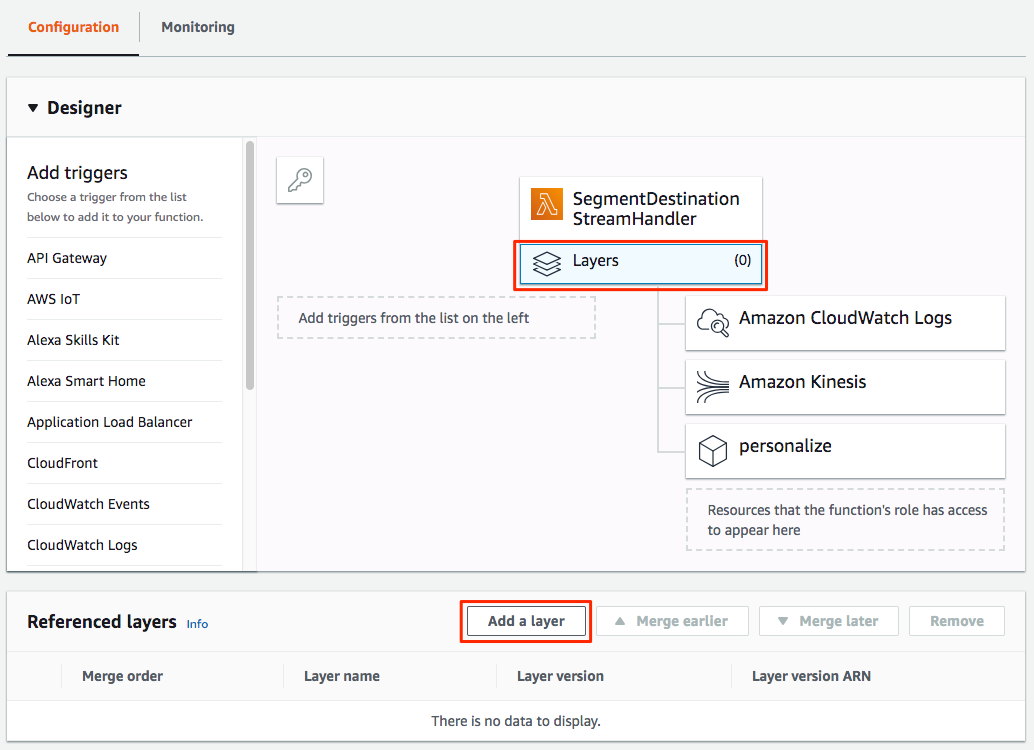 Configuration
Monitoring
Designer
Add triggers
Choose a trigger from the list
below to add it to your function.
API Gateway
AWS IoT
Alexa Skills Kit
Alexa Smart Home
Application Load Balancer
CloudFront
CloudWatch Events
CloudWatch Logs
SegmentDestination
StreamHandler
Layers (0)
Add triggers from the list on the left
Amazon CloudWatch Logs
Amazon Kinesis
personalize
Resources that the function's role has access
to appear here
Referenced layers Info
Add a layer
Merge earlier
Merge later
Remove
Merge order
Layer name
Layer version
Layer version ARN
There is no data to display.